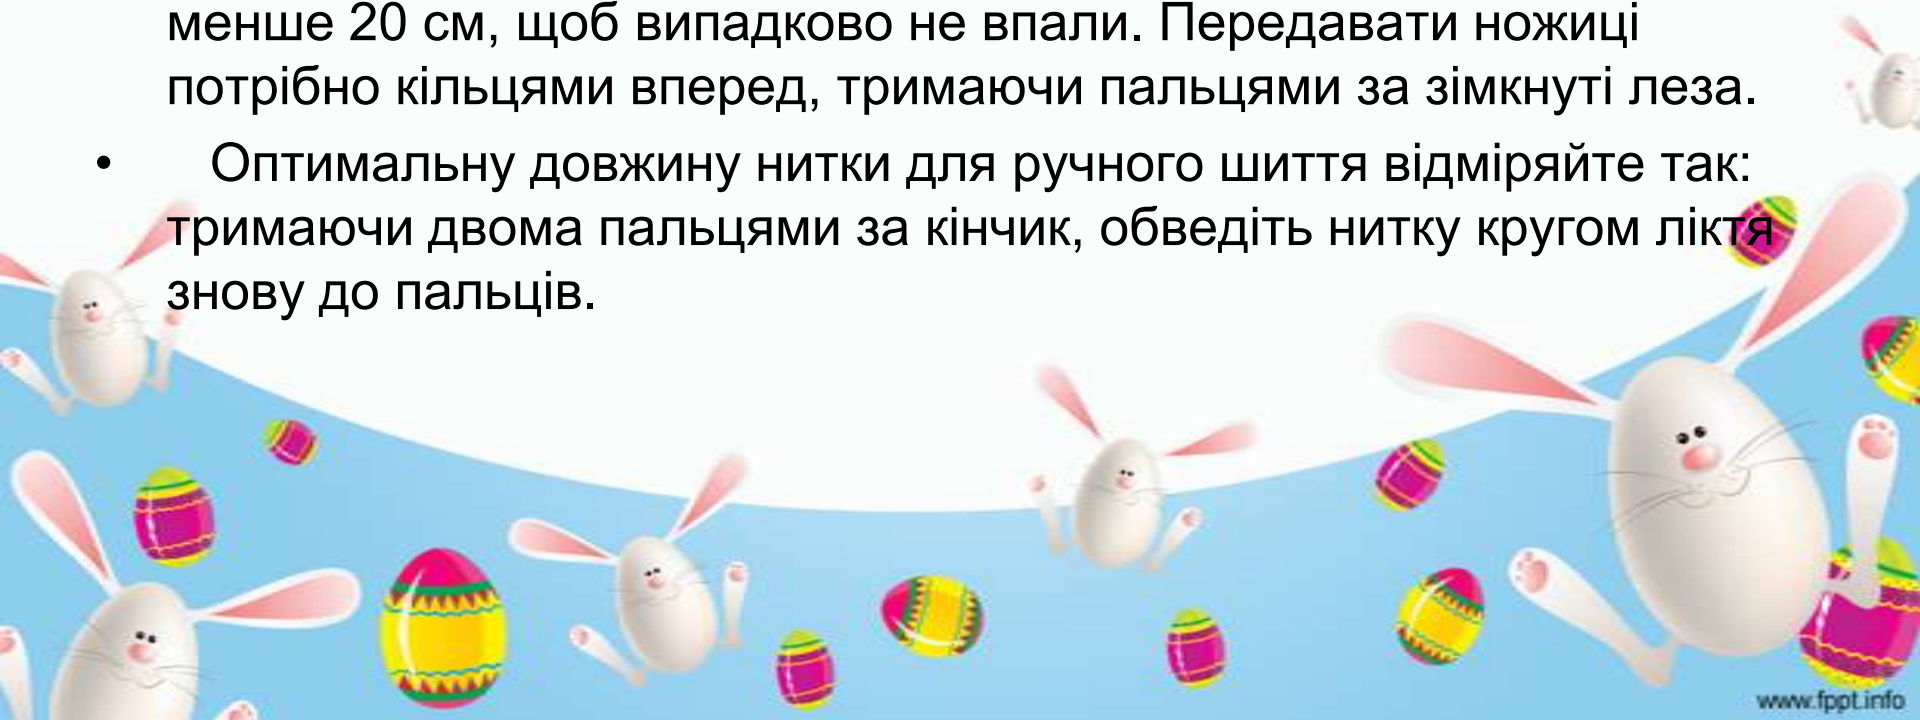 менше 20 см, щоб випадково не впали. Передавати ножиці
потрібно кільцями вперед, тримаючи пальцями за зімкнуті леза.
• Оптимальну довжину нитки для ручного шиття відміряйте так:
тримаючи двома пальцями за кінчик, обведіть нитку кругом ліктя
знову до пальців.
www.fppt.info